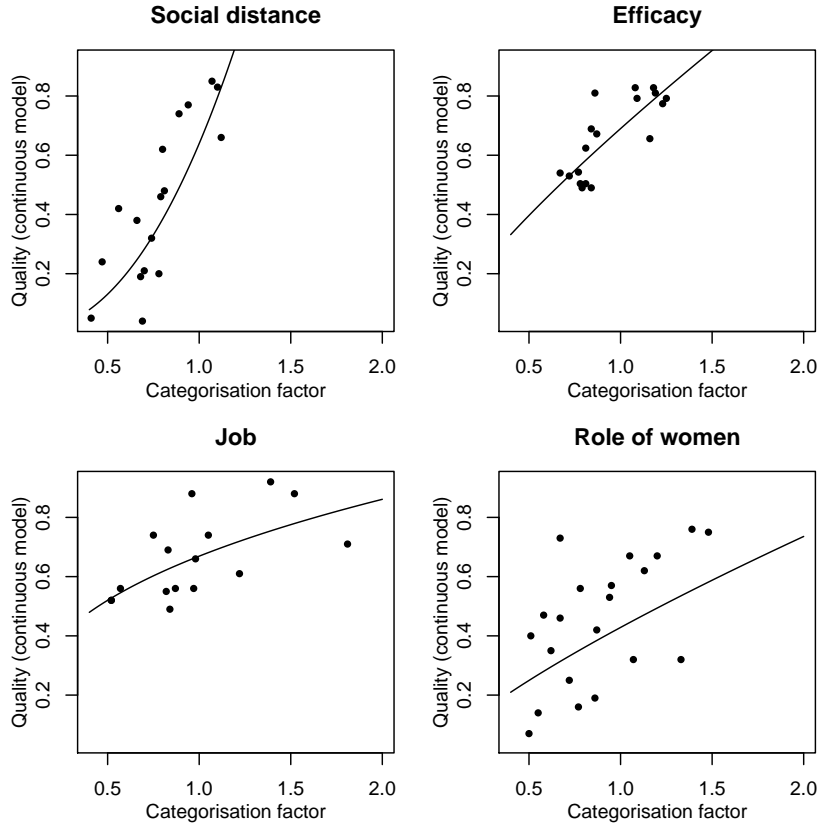 Social distance
Quality (continuous model)
0.2 0.4 0.6 0.8
0.5 1.0 1.5 2.0
Categorisation factor
Efficacy
Quality (continuous model)
0.2 0.4 0.6 0.8
0.5 1.0 1.5 2.0
Categorisation factor
Job
Quality (continuous model)
0.2 0.4 0.6 0.8
0.5 1.0 1.5 2.0
Categorisation factor
Role of women
Quality (continuous model)
0.2 0.4 0.6 0.8
0.5 1.0 1.5 2.0
Categorisation factor